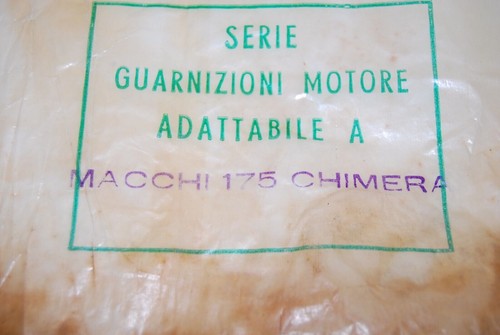 SERIE
GUARNIZIONI MOTORE
ADATTABILE A
MACCHI 175 CHIMERA